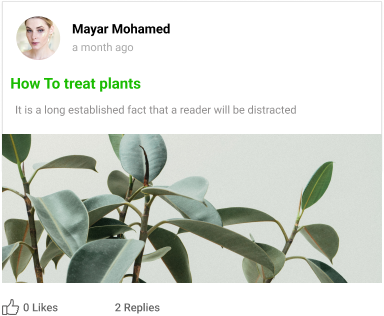 Mayar Mohamed
a month ago
How To treat plants
It is a long established fact that a reader will be distracted
0 Likes
2 Replies